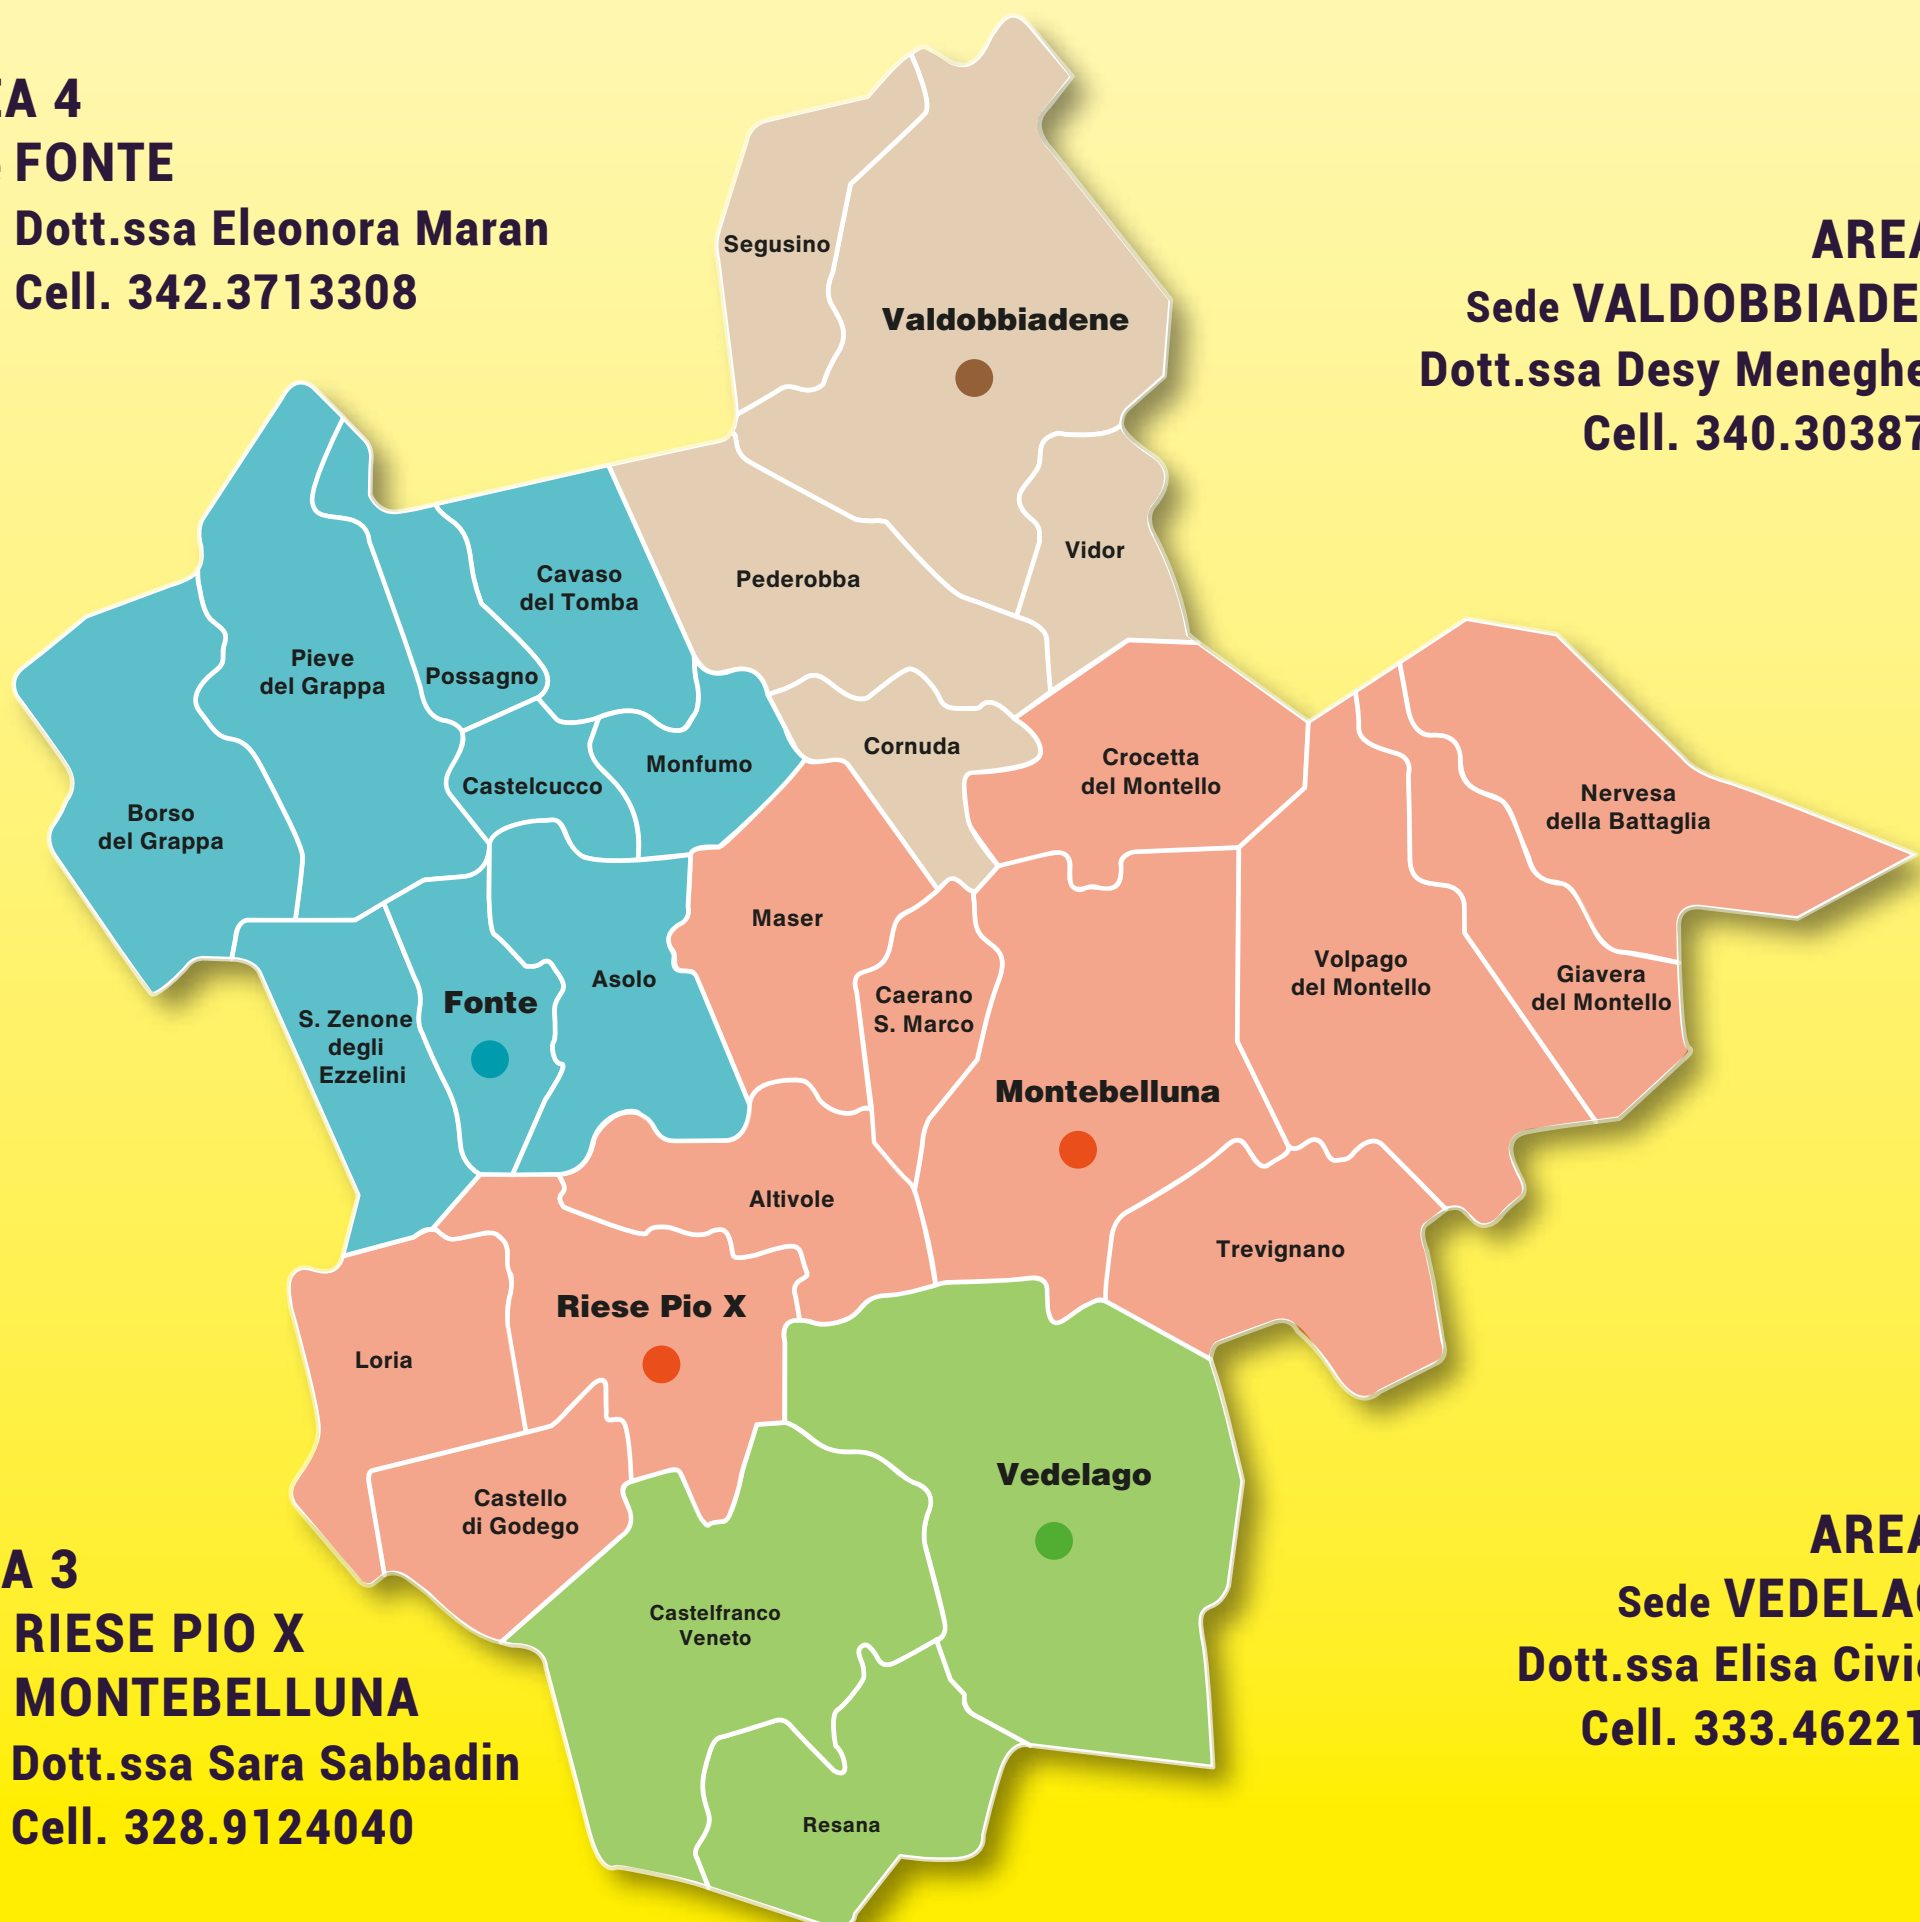 A 4
FONTE
Dott.ssa Eleonora Maran
Cell. 342.3713308
AREA
Sede VALDOBBIADE
Dott.ssa Desy Meneghe
Cell. 340.30387
Segusino
Valdobbiadene
Vidor
Pederobba
Cavaso
del Tomba
Pieve
del Grappa
Possagno
Cornuda
Monfumo
Castelcucco
Crocetta
del Montello
Nervesa
della Battaglia
Borso
del Grappa
Maser
Asolo
Fonte
S. Zenone
degli
Ezzelini
Caerano
S. Marco
Volpago
del Montello
Giavera
del Montello
Montebelluna
Altivole
Trevignano
Riese Pio X
Loria
Vedelago
Castello
di Godego
Castelfranco
Veneto
Resana
A 3
RIESE PIO X
MONTEBELLUNA
Dott.ssa Sara Sabbadin
Cell. 328.9124040
AREA
Sede VEDELAG
Dott.ssa Elisa Civi
Cell. 333.46221